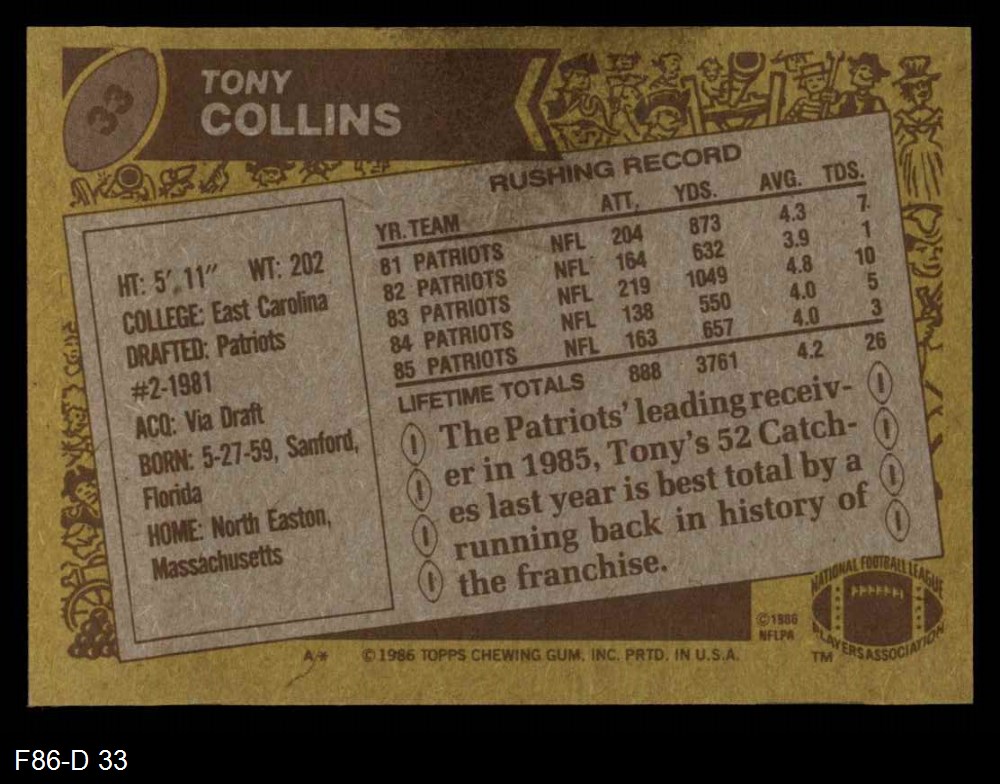 33
TONY
COLLINS
HT: 5', 11" WT: 202
COLLEGE: East Carolina
DRAFTED: Patriots
#2-1981
ACQ: Via Draft
BORN: 5-27-59, Sanford,
Florida
HOME: North Easton,
Massachusetts
RUSHING RECORD
YR. TEAM ATT. YDS. AVG. TDS.
81 PATRIOTS NFL 204 873 4.3 7
82 PATRIOTS NFL 164 632 3.9 1
83 PATRIOTS NFL 219 1049 4.8 10
84 PATRIOTS NFL 138 550 4.0 5
85 PATRIOTS NFL 163 657 4.0 3
LIFETIME TOTALS 888 3761 4.2 26
The Patriots' leading receiv-
er in 1985, Tony's 52 Catch-
es last year is best total by a
running back in history of
the franchise.
©1986
NFLPA
NATIONAL FOOTBALL LEAGUE
PLAYERS ASSOCIATION
TM
A* ©1986 TOPPS CHEWING GUM, INC. PRTD. IN U.S.A.
F86-D 33